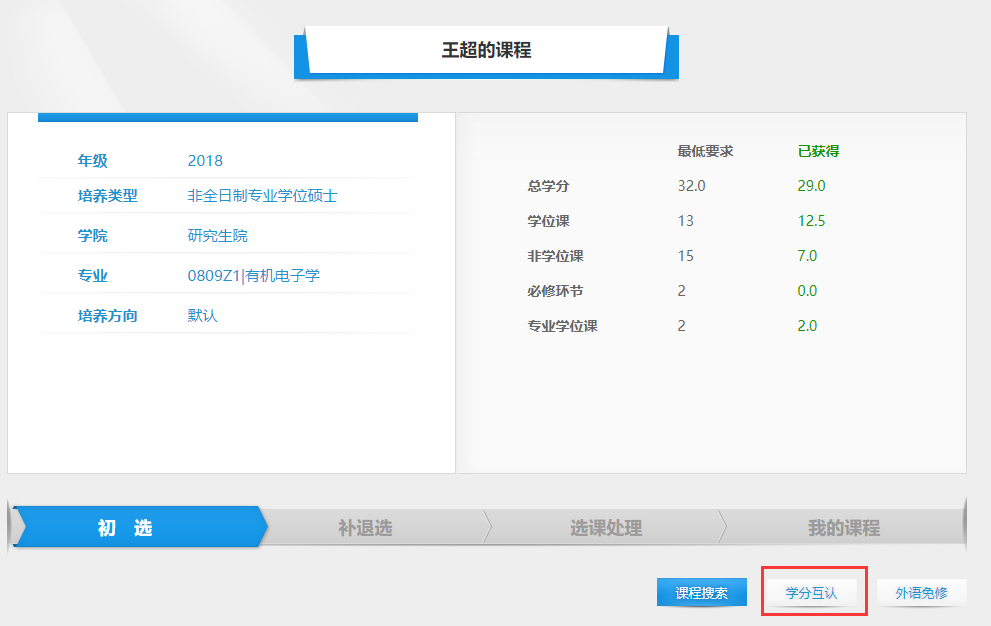 王超的课程
年级 2018
培养类型 非全日制专业学位硕士
学院 研究生院
专业 0809Z1|有机电子学
培养方向 默认
最低要求 已获得
总学分 32.0 29.0
学位课 13 12.5
非学位课 15 7.0
必修环节 2 0.0
专业学位课 2 2.0
初 选 补退选 选课处理 我的课程
课程搜索 学分互认 外语免修